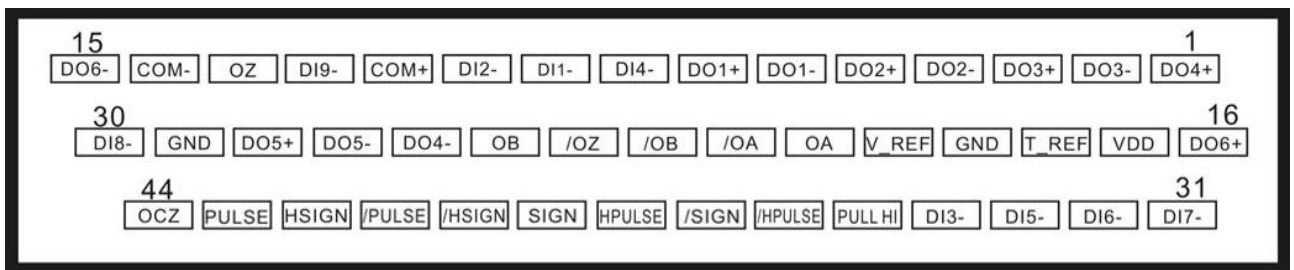 15 1
DO6- COM- OZ DI9- COM+ DI2- DI1- DI4- DO1+ DO1- DO2+ DO2- DO3+ DO3- DO4+
30 16
DI8- GND DO5+ DO5- DO4- OB /OZ /OB /OA OA V_REF GND T_REF VDD DO6+
44 31
OCZ PULSE HSIGN /PULSE /HSIGN SIGN HPULSE /SIGN /HPULSE PULL HI DI3- DI5- DI6- DI7-